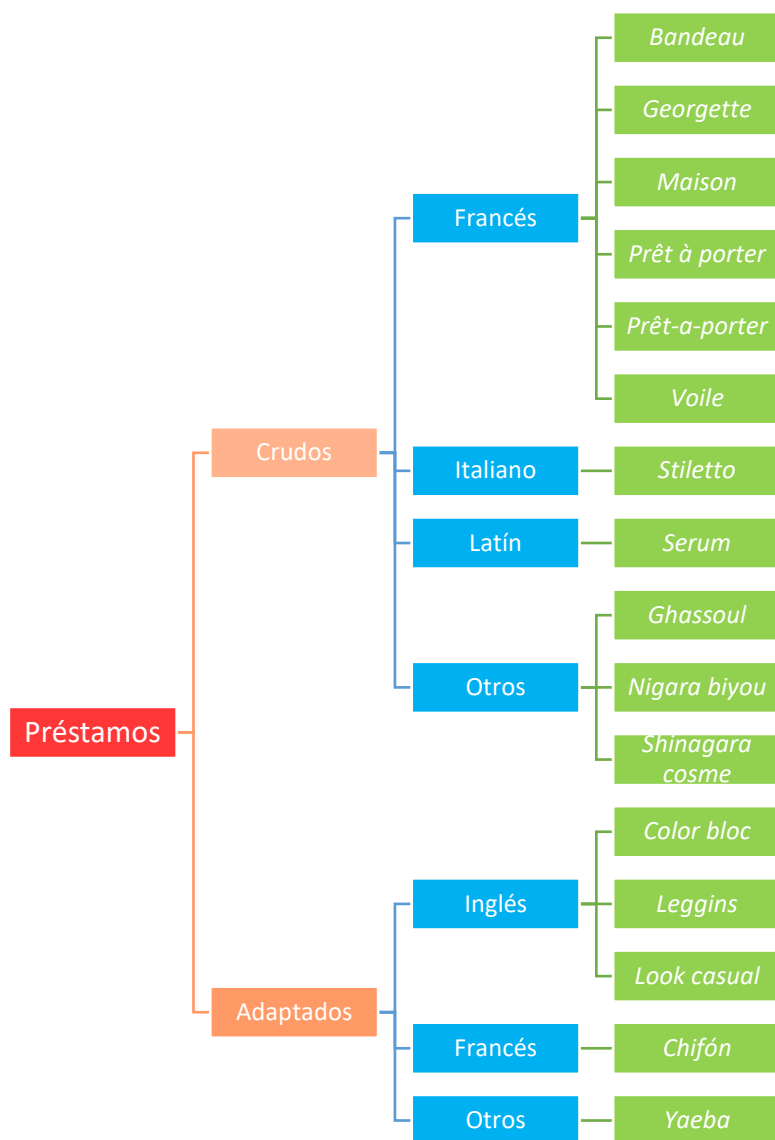 Préstamos
Crudos
Francés
Bandeau
Georgette
Maison
Prêt à porter
Prêt-a-porter
Voile
Italiano
Stiletto
Latín
Serum
Otros
Ghassoul
Nigara biyou
Shinagara
cosme
Adaptados
Inglés
Color bloc
Leggins
Look casual
Francés
Chifón
Otros
Yaeba